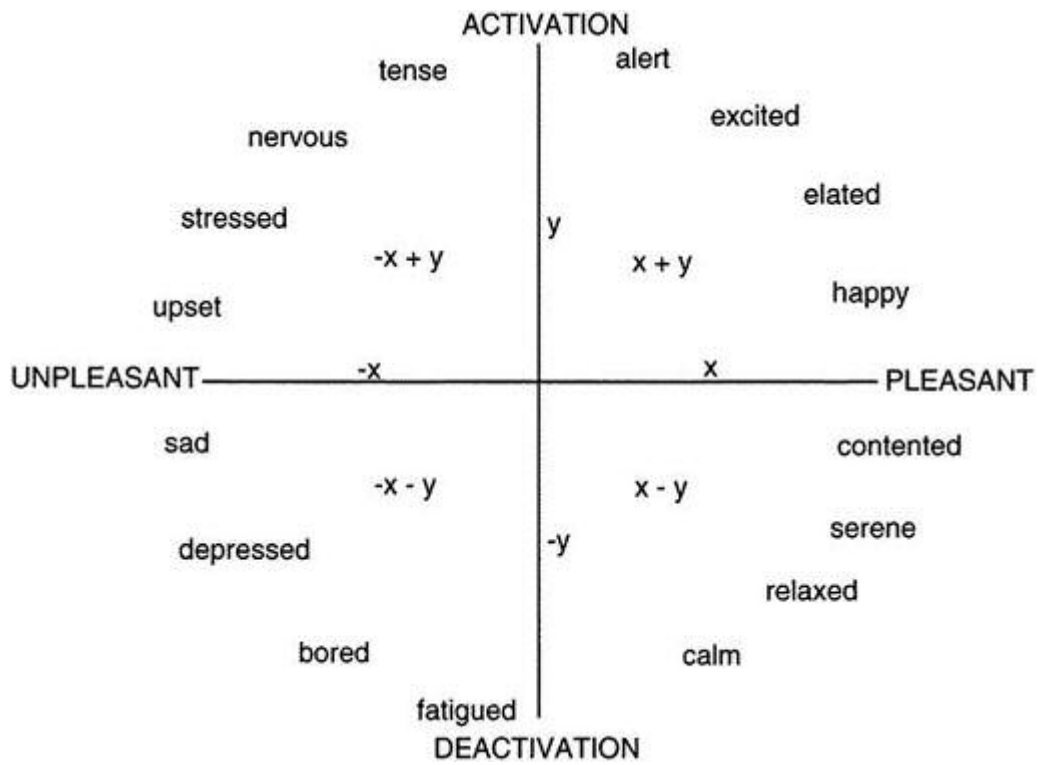 ACTIVATION
tense
alert
excited
nervous
elated
stressed
y
-x + y
x + y
happy
upset
UNPLEASANT
-x
x
PLEASANT
sad
contented
-x - y
x - y
serene
depressed
-y
relaxed
bored
calm
fatigued
DEACTIVATION